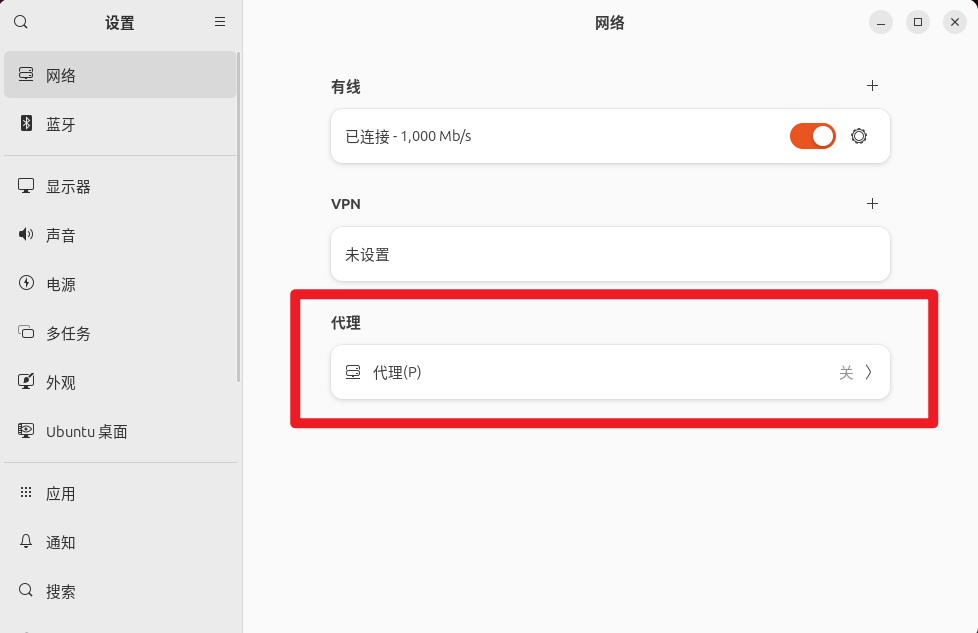 设置
网络
网络
蓝牙
显示器
声音
电源
多任务
外观
Ubuntu 桌面
应用
通知
搜索
有线
已连接 - 1,000 Mb/s
VPN
未设置
代理
代理(P)
关